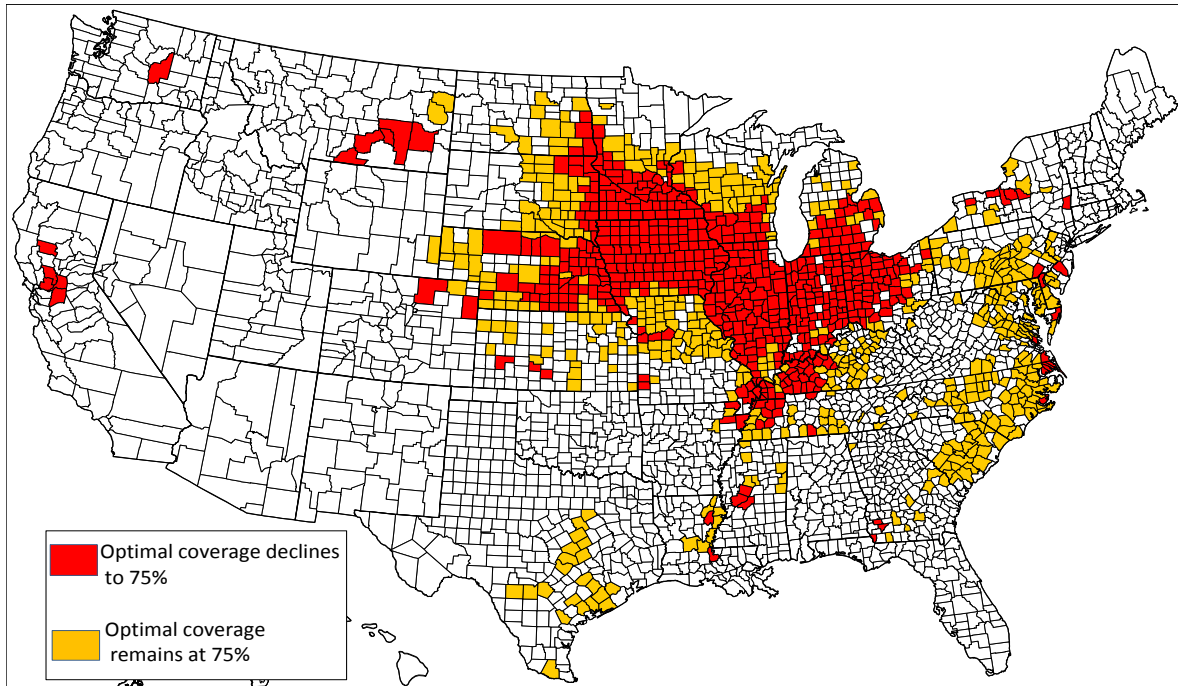 Optimal coverage declines
to 75%
Optimal coverage
remains at 75%